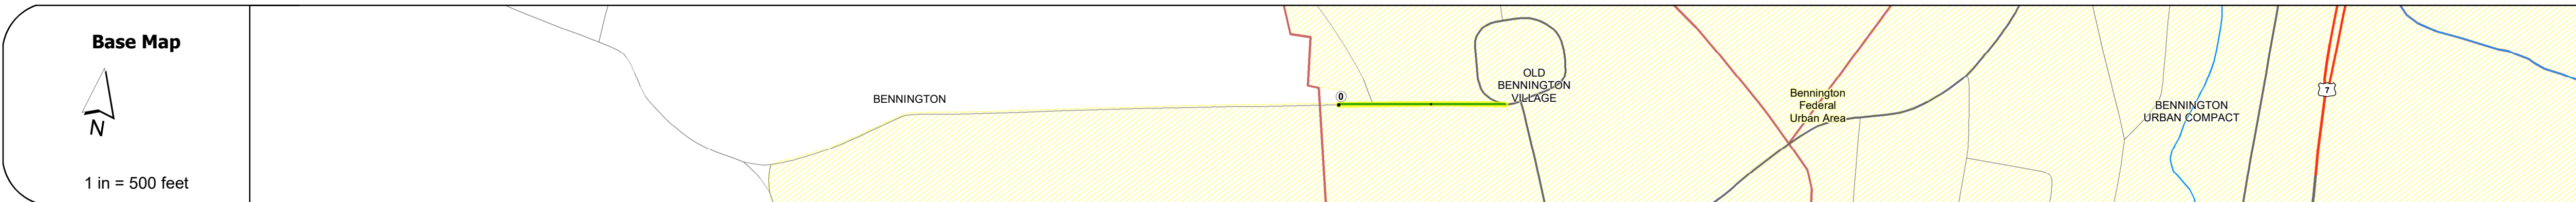 Base Map
N
1 in = 500 feet
BENNINGTON
0
OLD
BENNINGTON
VILLAGE
Bennington
Federal
Urban Area
BENNINGTON
URBAN COMPACT
7